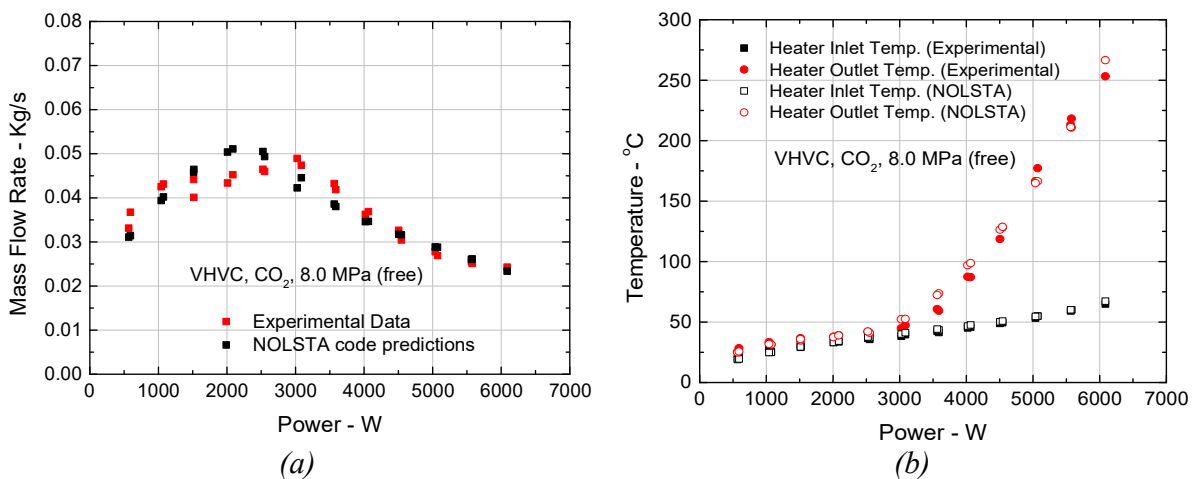 0.08
0.07
0.06
0.05
0.04
0.03
0.02
0.01
0.00
Mass Flow Rate - Kg/s
VHVC, CO₂, 8.0 MPa (free)
Experimental Data
NOLSTA code predictions
0 1000 2000 3000 4000 5000 6000 7000
Power - W
(a)
300
250
200
150
100
50
0
Temperature - °C
Heater Inlet Temp. (Experimental)
Heater Outlet Temp. (Experimental)
Heater Inlet Temp. (NOLSTA)
Heater Outlet Temp. (NOLSTA)
VHVC, CO₂, 8.0 MPa (free)
0 1000 2000 3000 4000 5000 6000 7000
Power - W
(b)